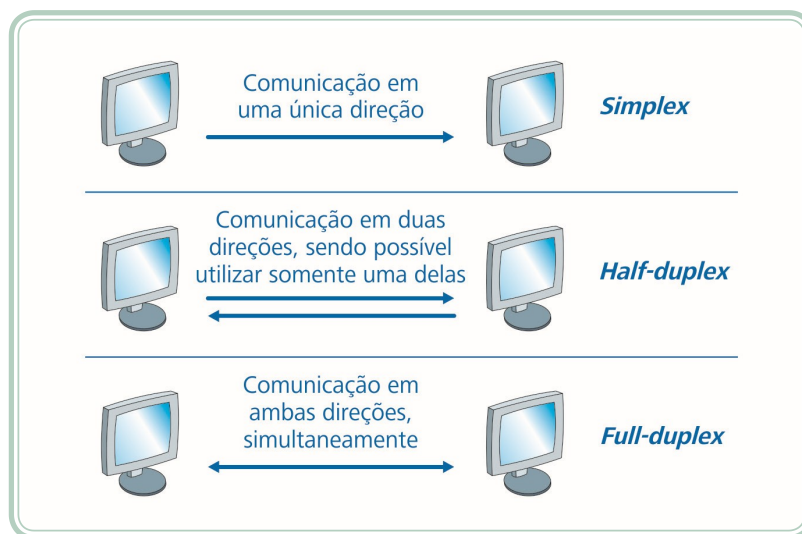 Comunicação em
uma única direção
Simplex
Comunicação em duas
direções, sendo possível
utilizar somente uma delas
Half-duplex
Comunicação em
ambas direções,
simultaneamente
Full-duplex